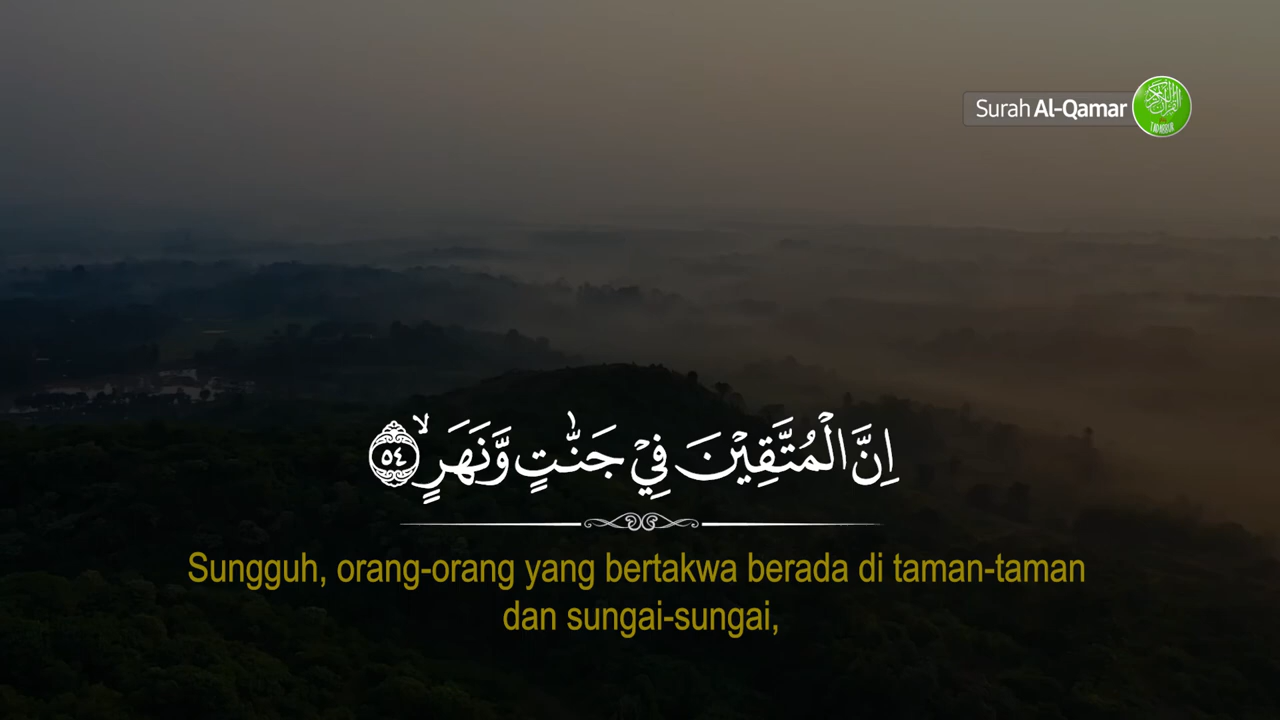 Surah Al-Qamar
اِنَّ الْمُتَّقِيْنَ فِيْ جَنّٰتٍ وَّنَهَرٍۙ ٥٤
Sungguh, orang-orang yang bertakwa berada di taman-taman
dan sungai-sungai,